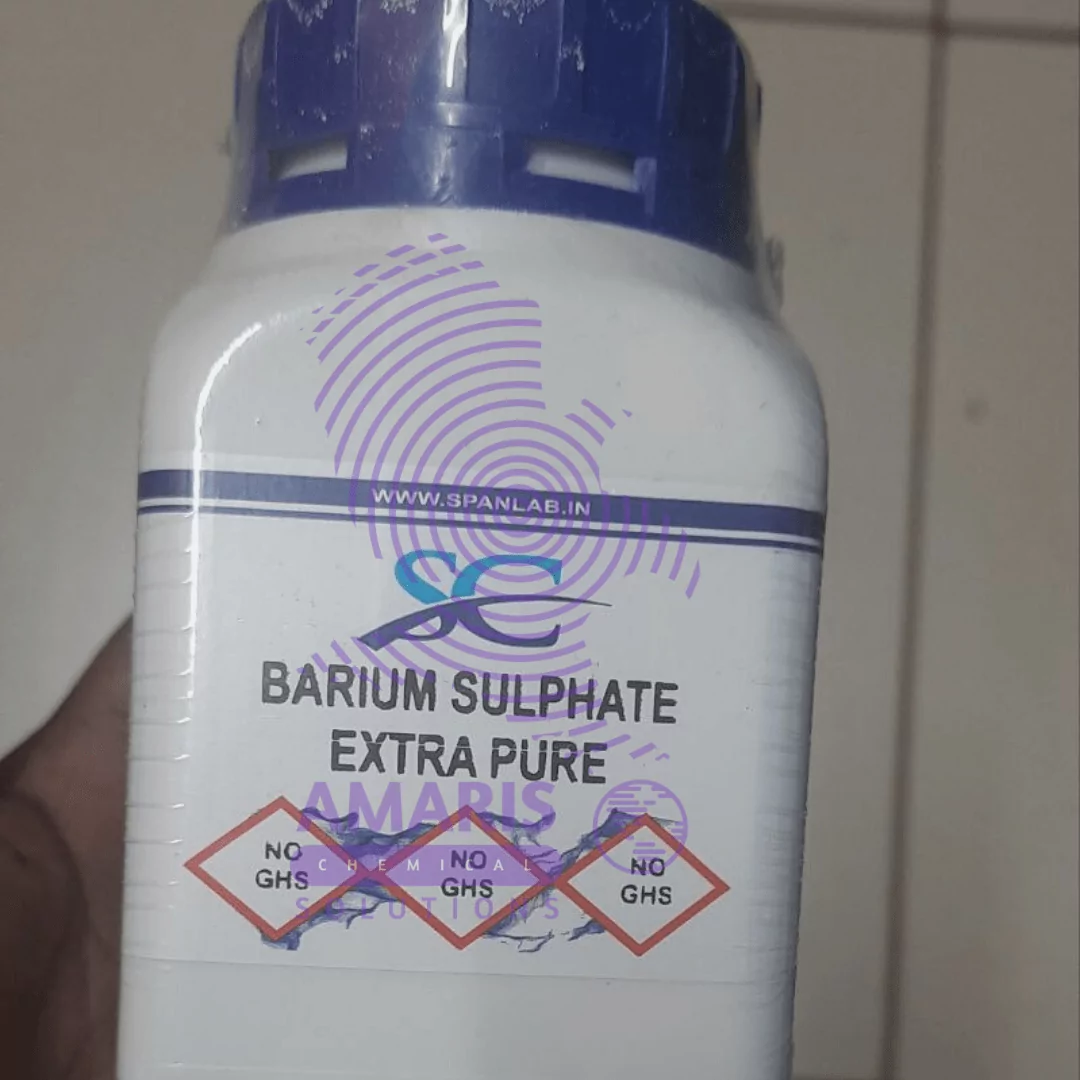 WWW.SPANLAB.IN
SC
BARIUM SULPHATE
EXTRA PURE
AMARIS
CHEMICAL
SOLUTIONS
NO
GHS
NO
GHS
NO
GHS